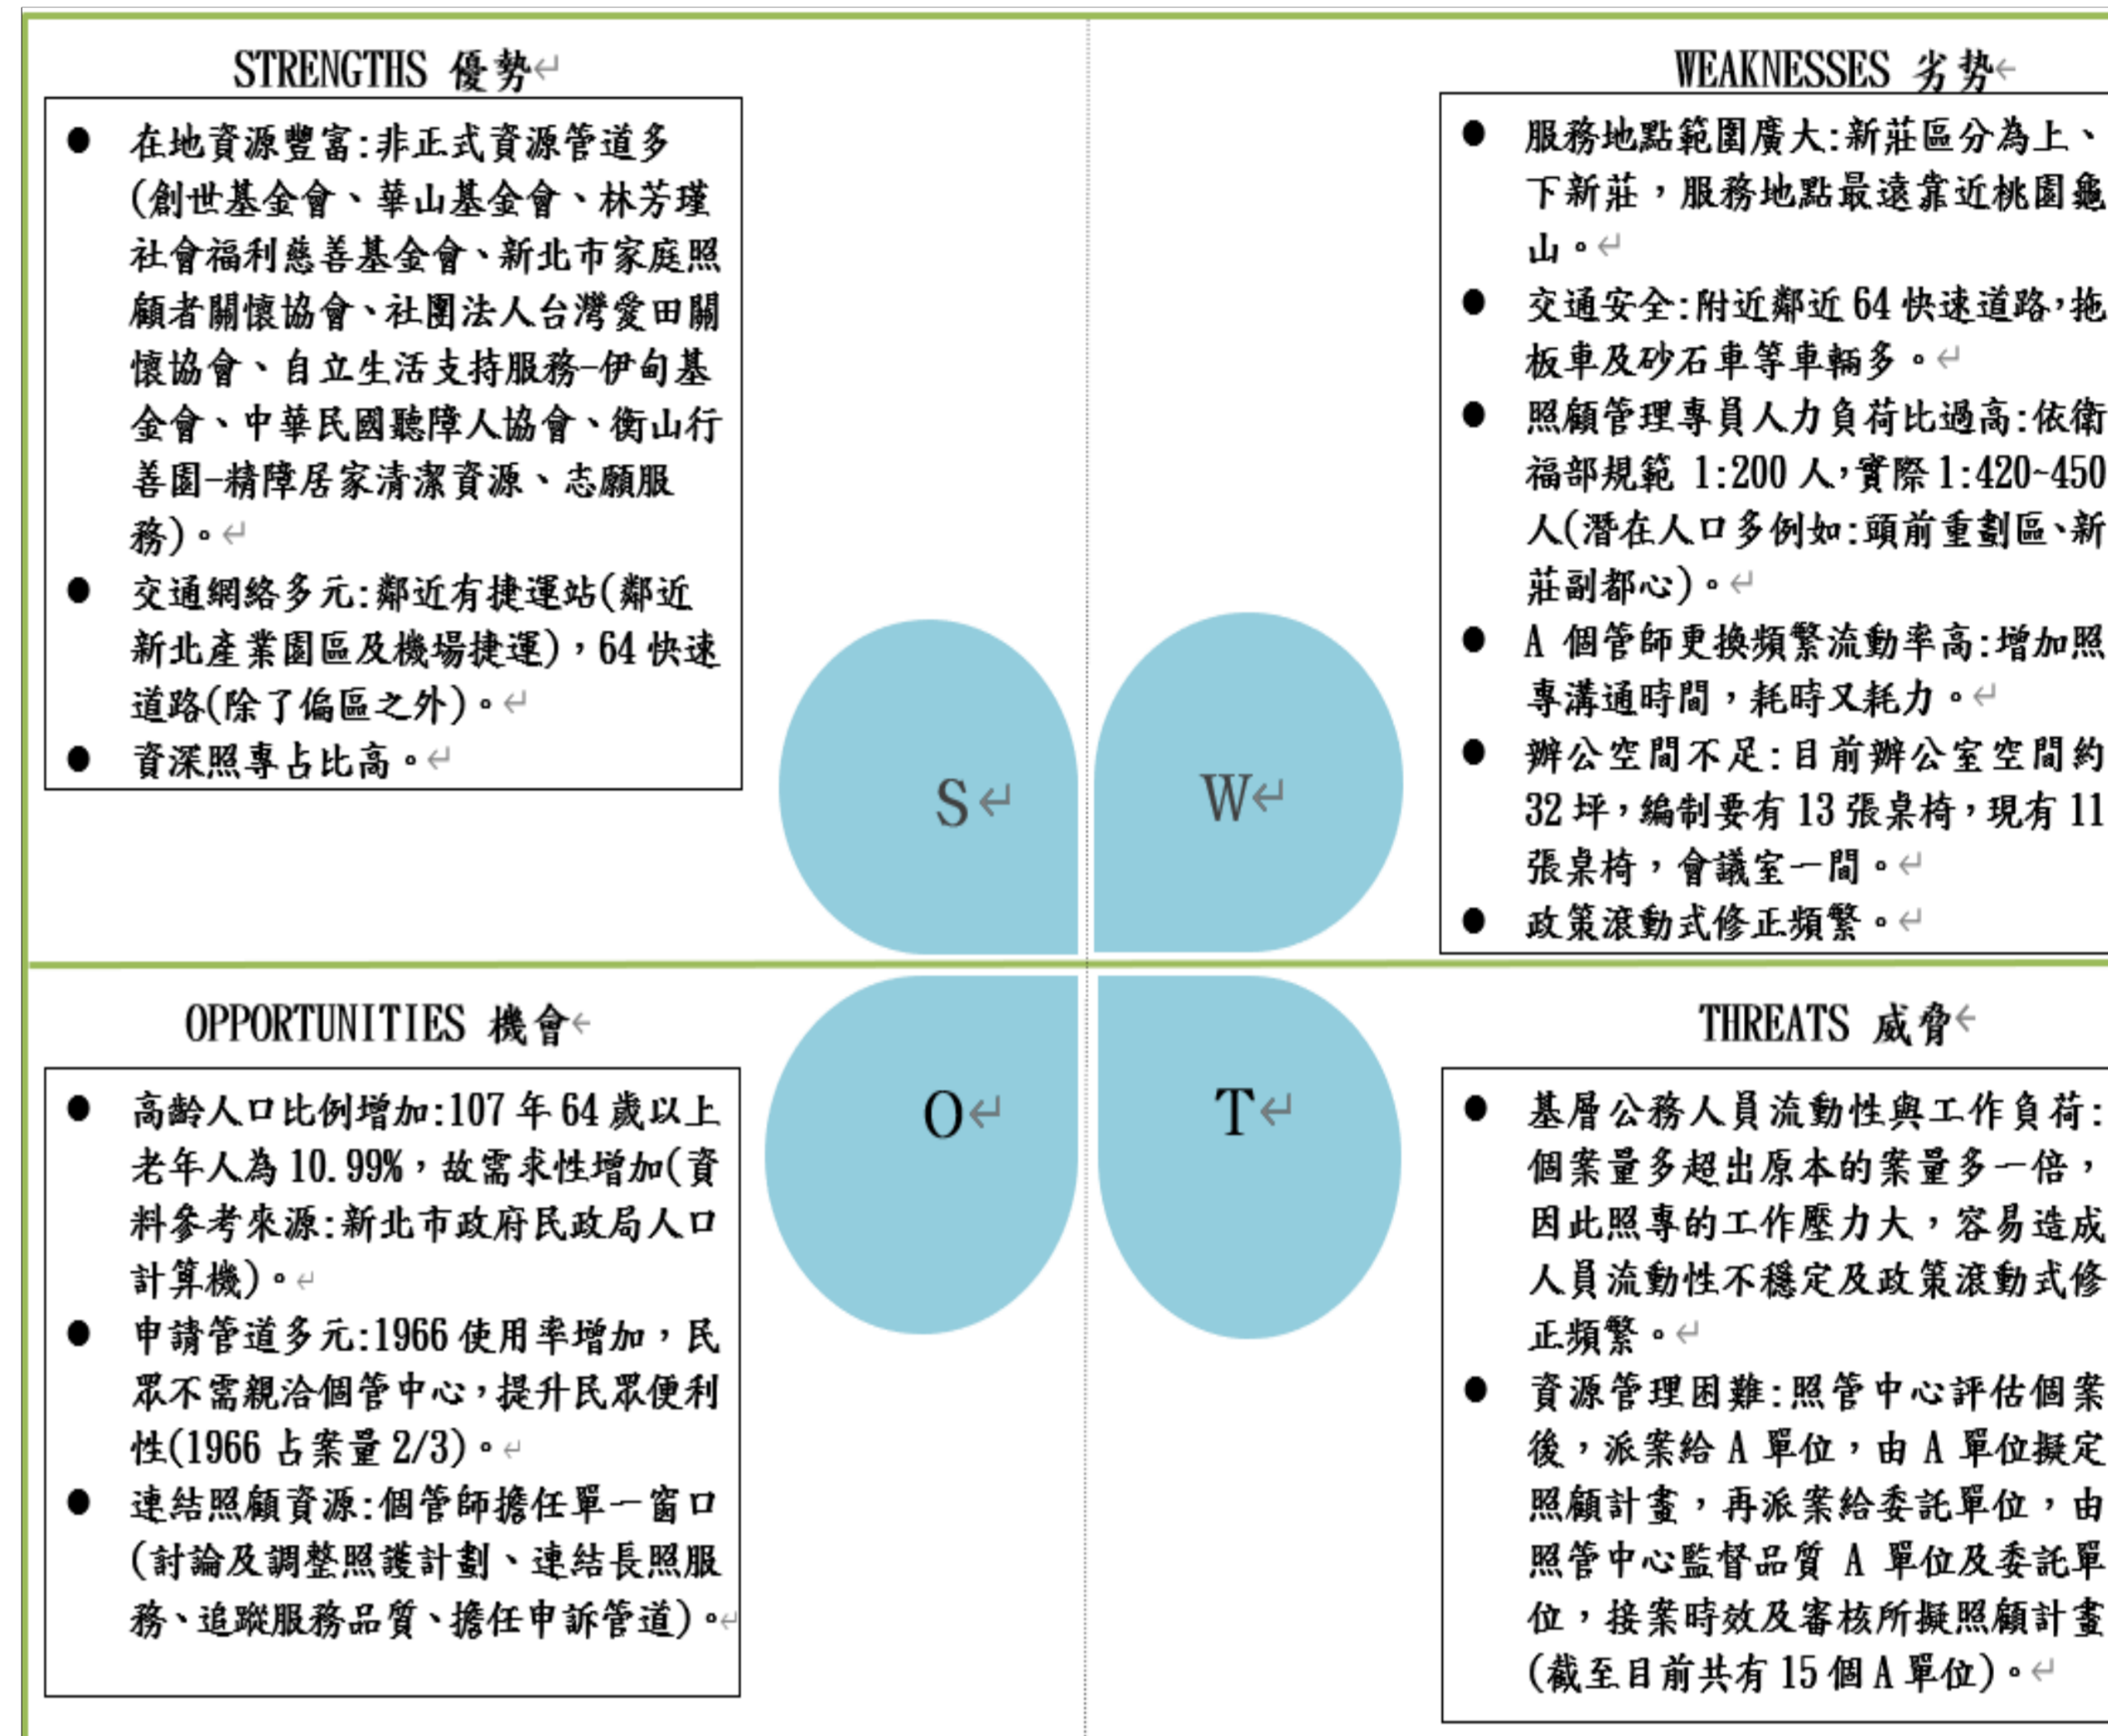 STRENGTHS 優勢
● 在地資源豐富:非正式資源管道多
(創世基金會、華山基金會、林芳瑾
社會福利慈善基金會、新北市家庭照
顧者關懷協會、社團法人台灣愛田關
懷協會、自立生活支持服務-伊甸基
金會、中華民國聽障人協會、衡山行
善園-精障居家清潔資源、志願服
務)。
● 交通網絡多元:鄰近有捷運站(鄰近
新北產業園區及機場捷運),64 快速
道路(除了偏區之外)。
● 資深照專占比高。
WEAKNESSES 劣势
● 服務地點範圍廣大:新莊區分為上、
下新莊,服務地點最遠靠近桃園龜
山。
● 交通安全:附近鄰近 64 快速道路,拖
板車及砂石車等車輛多。
● 照顧管理專員人力負荷比過高:依衛
福部規範 1:200 人,實際 1:420~450
人(潛在人口多例如:頭前重劃區、新
莊副都心)。
● A 個管師更換頻繁流動率高:增加照
專溝通時間,耗時又耗力。
● 辦公空間不足:目前辦公室空間約
32 坪,編制要有 13 張桌椅,現有 11
張桌椅,會議室一間。
● 政策滾動式修正頻繁。
S
W
O
T
OPPORTUNITIES 機會
● 高齡人口比例增加:107 年 64 歲以上
老年人為 10.99%,故需求性增加(資
料參考來源:新北市政府民政局人口
計算機)。
● 申請管道多元:1966 使用率增加,民
眾不需親洽個管中心,提升民眾便利
性(1966 占案量 2/3)。
● 連結照顧資源:個管師擔任單一窗口
(討論及調整照護計劃、連結長照服
務、追蹤服務品質、擔任申訴管道)。
THREATS 威脅
● 基層公務人員流動性與工作負荷:
個案量多超出原本的案量多一倍,
因此照專的工作壓力大,容易造成
人員流動性不穩定及政策滾動式修
正頻繁。
● 資源管理困難:照管中心評估個案
後,派案給 A 單位,由 A 單位擬定
照顧計畫,再派案給委託單位,由
照管中心監督品質 A 單位及委託單
位,接案時效及審核所擬照顧計畫
(截至目前共有 15 個 A 單位)。